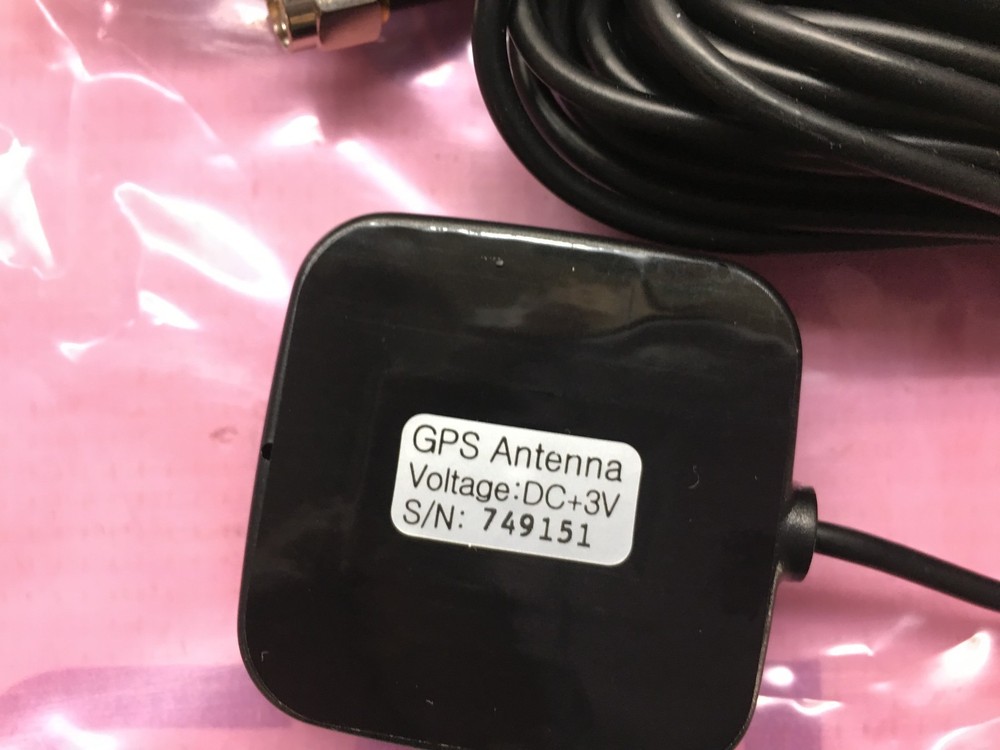 GPS Antenna
Voltage:DC+3V
S/N: 749151